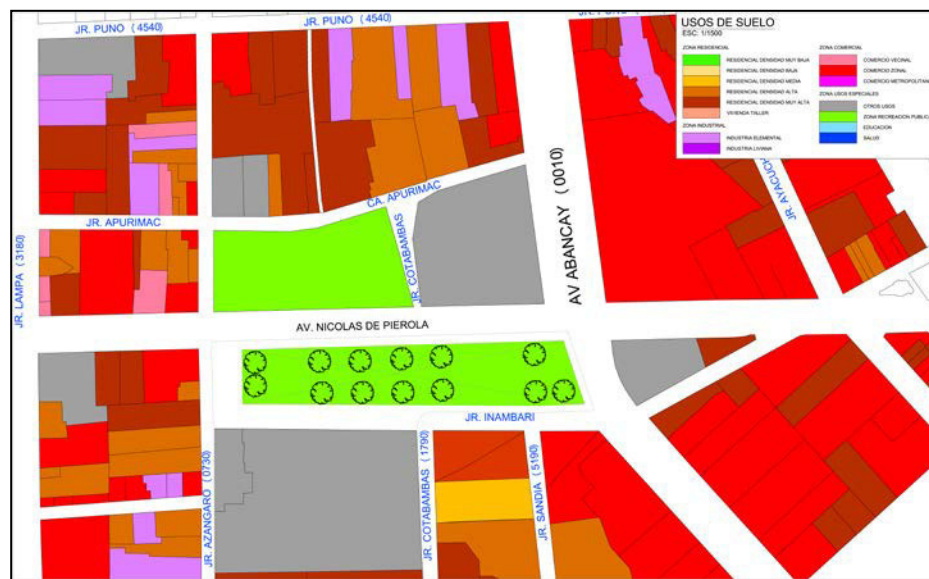 JR. PUNO (4540)
JR. PUNO (4540)
USOS DE SUELO
ESC. 1/1500
ZONA RESIDENCIAL
RESIDENCIAL DENSIDAD MUY BAJA
RESIDENCIAL DENSIDAD BAJA
RESIDENCIAL DENSIDAD MEDIA
RESIDENCIAL DENSIDAD ALTA
RESIDENCIAL DENSIDAD MUY ALTA
VIVIENDA TALLER
ZONA INDUSTRIAL
INDUSTRIA ELEMENTAL
INDUSTRIA LIVIANA
ZONA COMERCIAL
COMERCIO VECINAL
COMERCIO ZONAL
COMERCIO METROPOLITAN
ZONA USOS ESPECIALES
OTROS USOS
ZONA RECREACION PUBLIC
EDUCACION
SALUD
CA. APURIMAC
JR. APURIMAC
AV ABANCAY (0010)
JR. AYACUCH
JR. LAMPA (3180)
JR. COTABAMBAS
AV. NICOLAS DE PIEROLA
JR. INAMBARI
JR. AZANGARO (0730)
JR. COTABAMBAS (1790)
JR. SANDIA (5190)